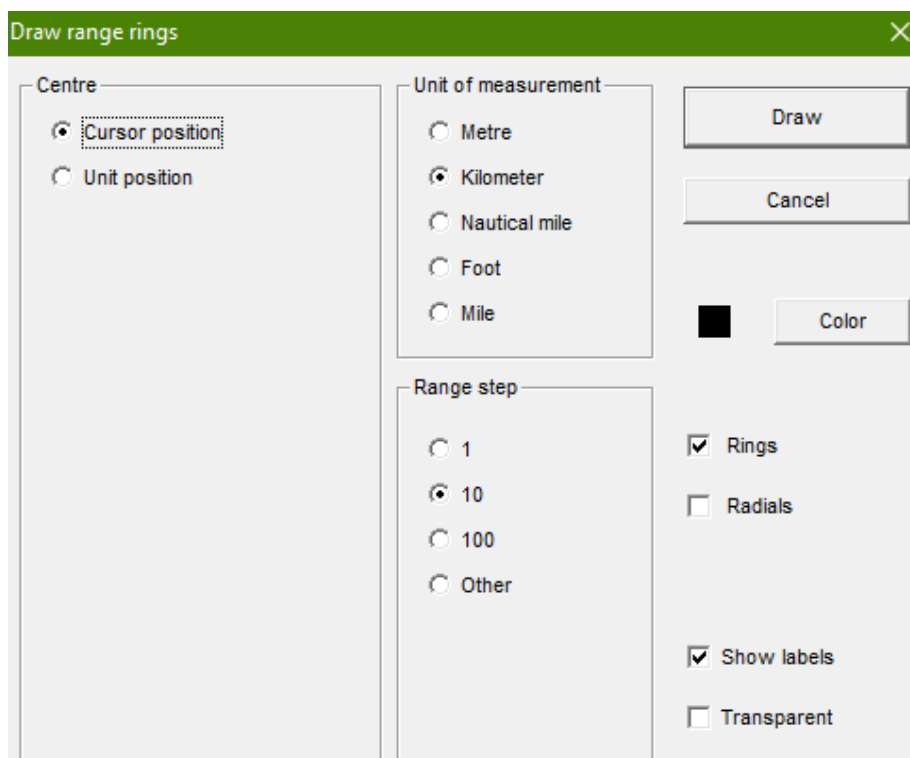 Draw range rings
Centre
Cursor position
Unit position
Unit of measurement
Metre
Kilometer
Nautical mile
Foot
Mile
Range step
1
10
100
Other
Draw
Cancel
Color
Rings
Radials
Show labels
Transparent